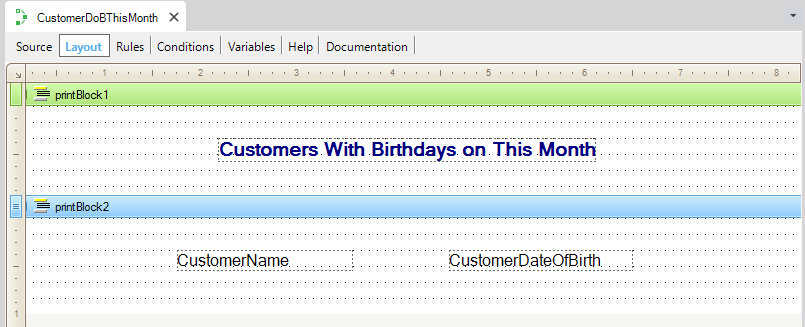 CustomerDoBThisMonth
Source Layout Rules Conditions Variables Help Documentation
1 2 3 4 5 6 7 8
printBlock1
Customers With Birthdays on This Month
printBlock2
CustomerName CustomerDateOfBirth
1